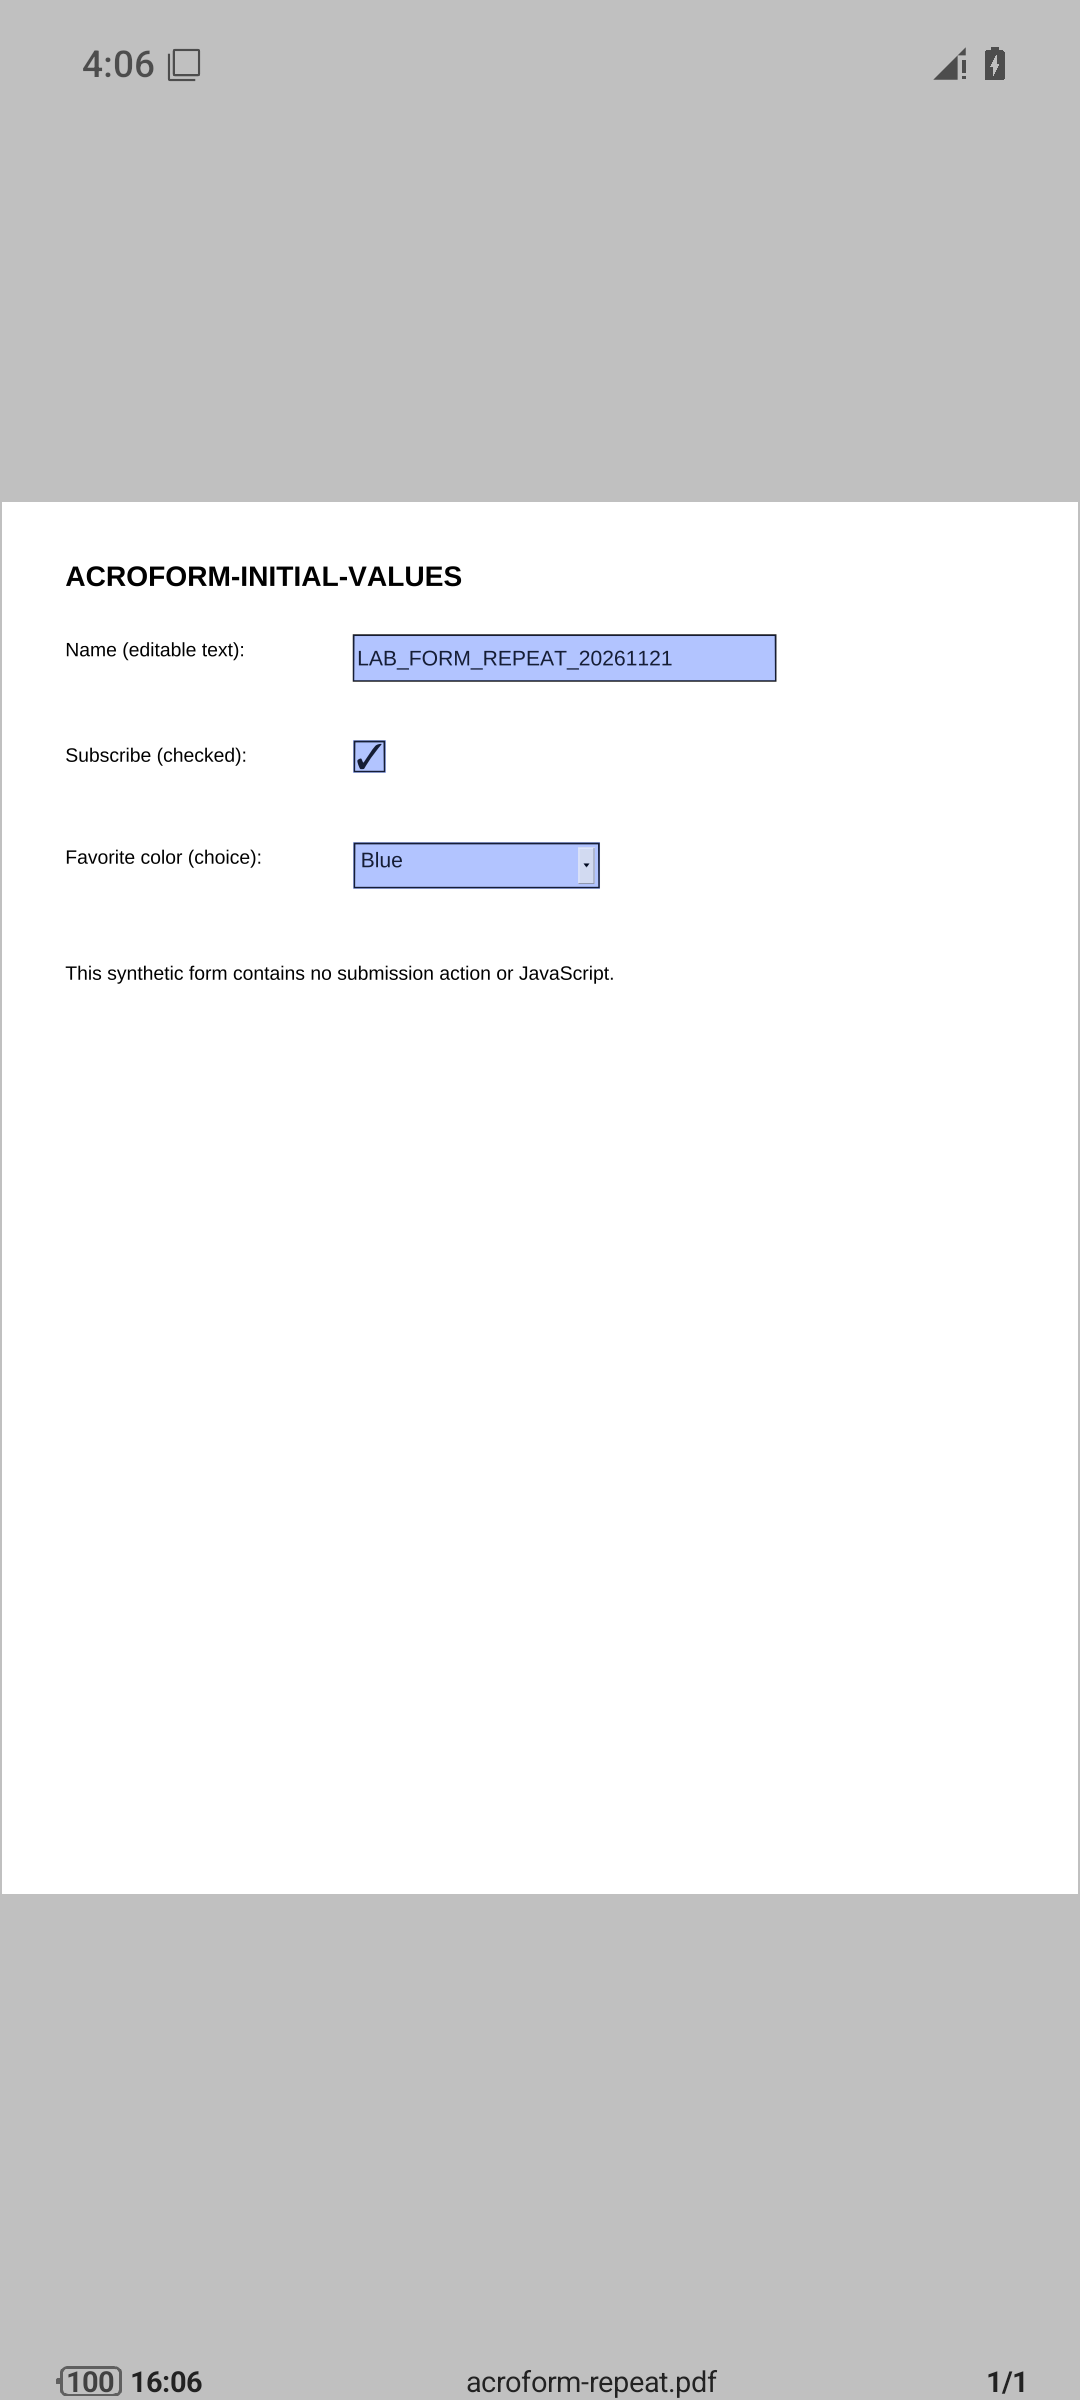 4:06
ACROFORM-INITIAL-VALUES
Name (editable text): LAB_FORM_REPEAT_20261121
Subscribe (checked):
Favorite color (choice): Blue
This synthetic form contains no submission action or JavaScript.
100 16:06 acroform-repeat.pdf 1/1